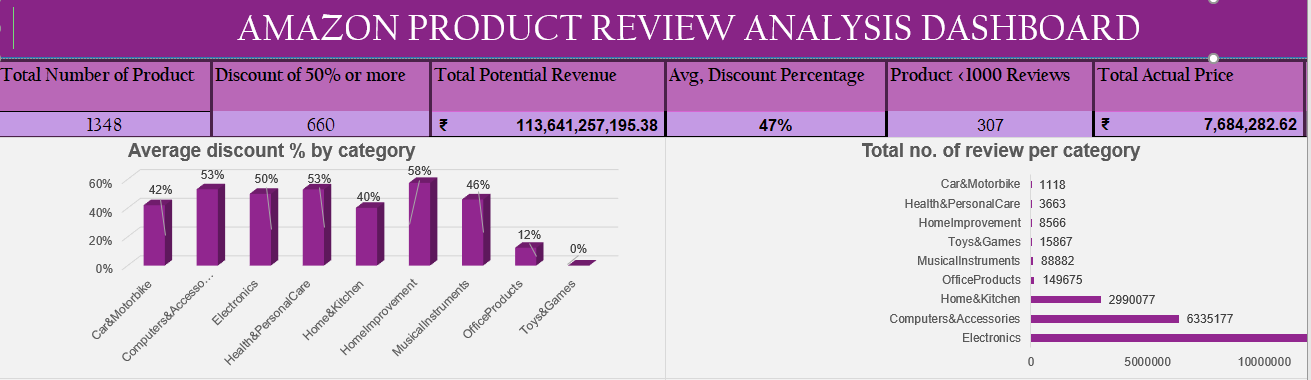 AMAZON PRODUCT REVIEW ANALYSIS DASHBOARD
Total Number of Product
Discount of 50% or more
Total Potential Revenue
Avg, Discount Percentage
Product <1000 Reviews
Total Actual Price
1348
660
₹ 113,641,257,195.38
47%
307
₹ 7,684,282.62
Average discount % by category
60%
40%
20%
0%
42%
53%
50%
53%
40%
58%
46%
12%
0%
Car&Motorbike
Computers&Accesso...
Electronics
Health&PersonalCare
Home&Kitchen
HomeImprovement
MusicalInstruments
OfficeProducts
Toys&Games
Total no. of review per category
Car&Motorbike 1118
Health&PersonalCare 3663
HomeImprovement 8566
Toys&Games 15867
MusicalInstruments 88882
OfficeProducts 149675
Home&Kitchen 2990077
Computers&Accessories 6335177
Electronics
0 5000000 10000000